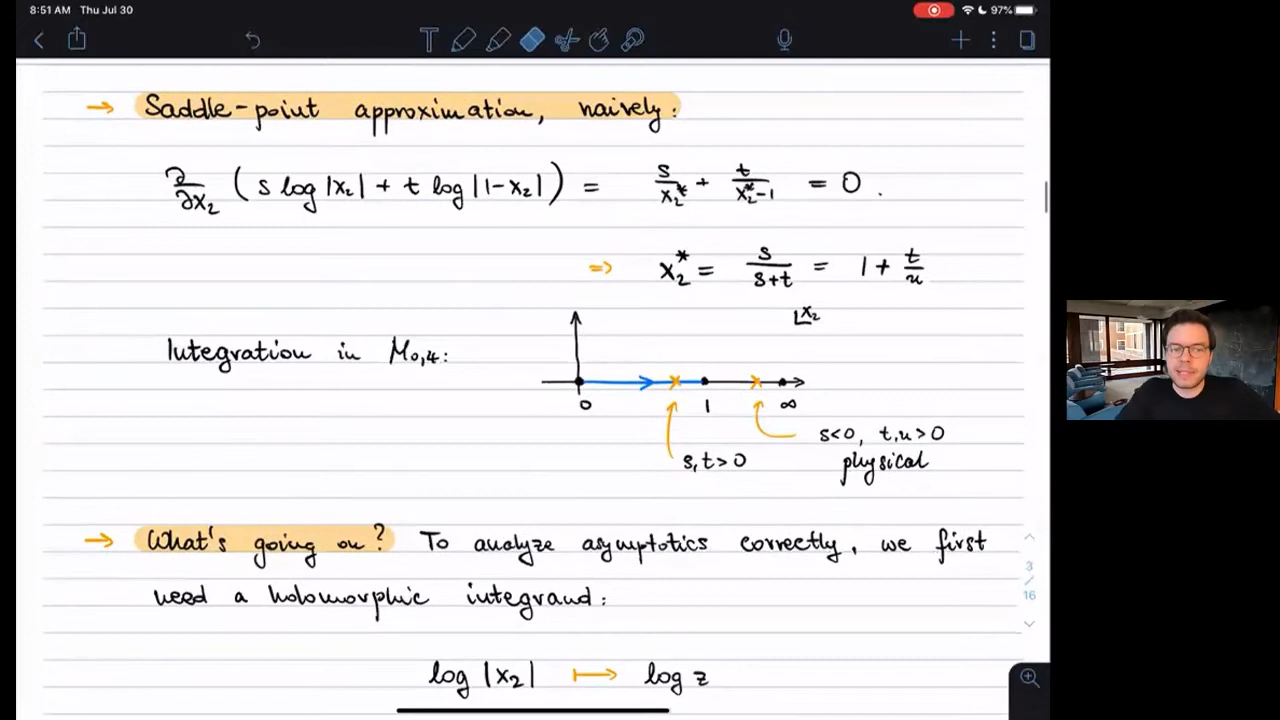 8:51 AM Thu Jul 30
97%
→ Saddle-point approximation, naively:
∂/∂x₂ ( s log |x₂| + t log |1-x₂| ) = s/x₂* + t/(x₂*-1) = 0.
⇒ x₂* = s/(s+t) = 1 + t/u
x₂
Integration in M₀,₄:
0 1 ∞
s<0, t,u>0
s,t>0 physical
→ What's going on? To analyze asymptotics correctly, we first
need a holomorphic integrand:
3
/
16
log |x₂| ↦ log z